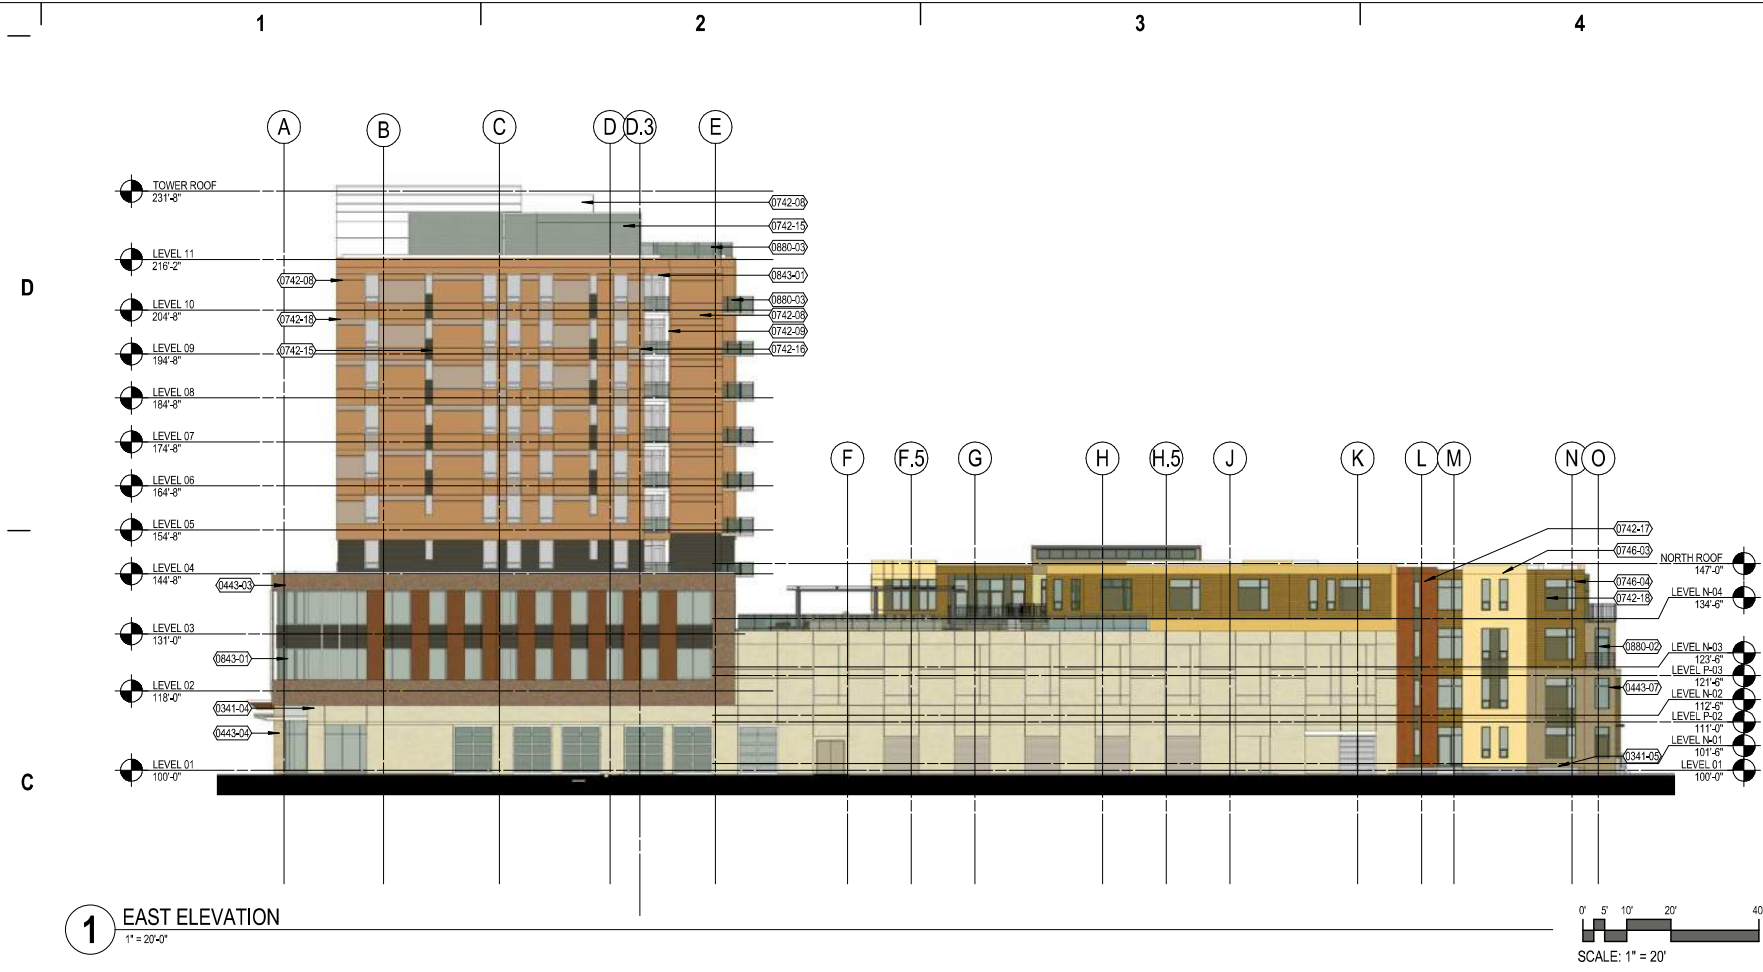 1
2
3
4
D
C
A
B
C
D
D.3
E
TOWER ROOF
231'-8"
LEVEL 11
216'-2"
LEVEL 10
204'-8"
LEVEL 09
194'-8"
LEVEL 08
184'-8"
LEVEL 07
174'-8"
LEVEL 06
164'-8"
LEVEL 05
154'-8"
LEVEL 04
144'-8"
LEVEL 03
131'-0"
LEVEL 02
118'-0"
LEVEL 01
100'-0"
0742-08
0742-18
0742-15
0443-03
0843-01
0341-04
0443-04
0742-08
0742-15
0880-03
0843-01
0880-03
0742-08
0742-09
0742-16
F
F.5
G
H
H.5
J
K
L
M
N
O
0742-17
0746-03
0746-04
0742-18
0880-02
0443-07
0341-05
NORTH ROOF
147'-0"
LEVEL N-04
134'-6"
LEVEL N-03
123'-6"
LEVEL P-03
121'-6"
LEVEL N-02
112'-6"
LEVEL P-02
111'-0"
LEVEL N-01
101'-6"
LEVEL 01
100'-0"
1
EAST ELEVATION
1" = 20'-0"
0' 5' 10' 20' 40
SCALE: 1" = 20'